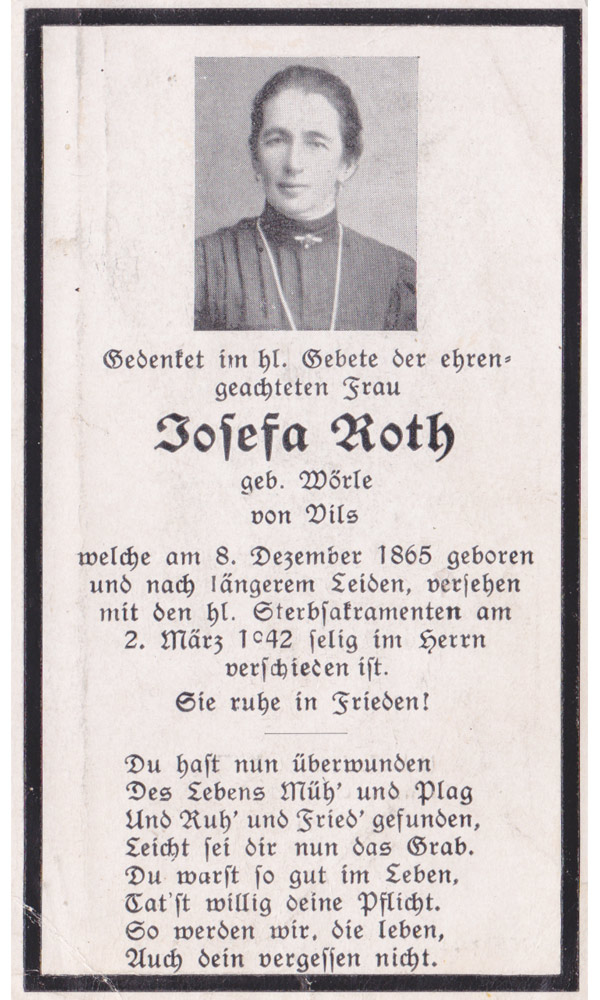 Gedenket im hl. Gebete der ehren-
geachteten Frau
Josefa Roth
geb. Wörle
von Vils
welche am 8. Dezember 1865 geboren
und nach längerem Leiden, versehen
mit den hl. Sterbsakramenten am
2. März 1942 selig im Herrn
verschieden ist.
Sie ruhe in Frieden!
Du hast nun überwunden
Des Lebens Müh' und Plag
Und Ruh' und Fried' gefunden,
Leicht sei dir nun das Grab.
Du warst so gut im Leben,
Tat'st willig deine Pflicht.
So werden wir, die leben,
Auch dein vergessen nicht.